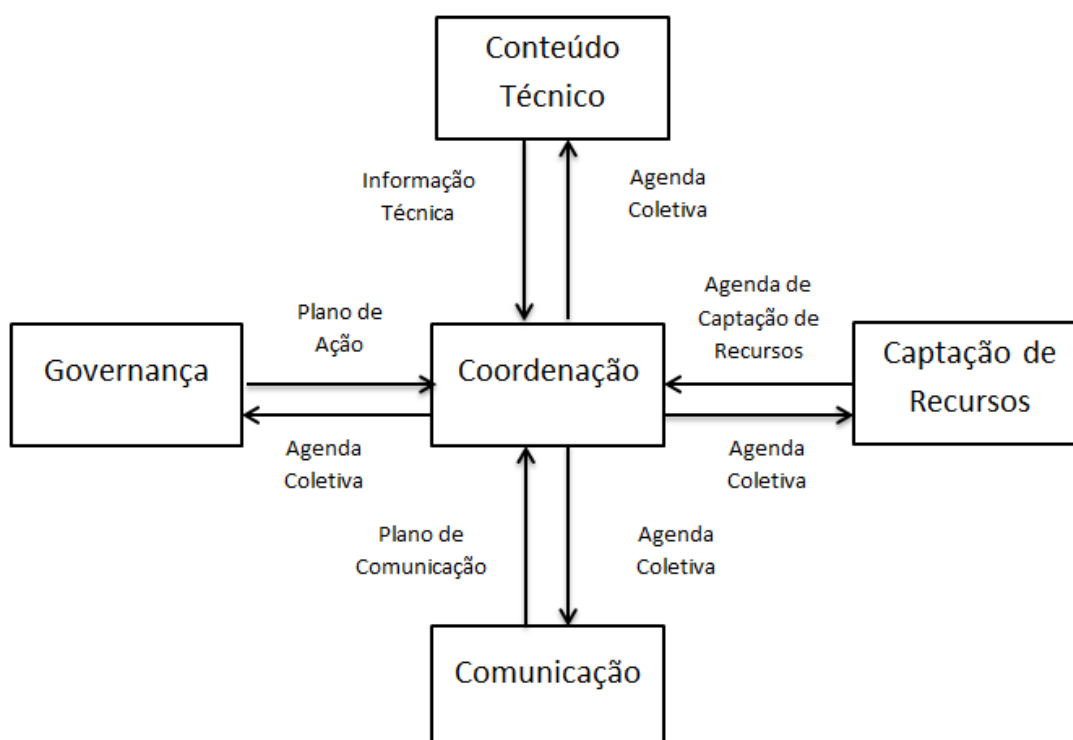 Conteúdo
Técnico
Informação
Técnica
Agenda
Coletiva
Plano de
Ação
Agenda de
Captação de
Recursos
Governança
Coordenação
Captação de
Recursos
Agenda
Coletiva
Agenda
Coletiva
Plano de
Comunicação
Agenda
Coletiva
Comunicação